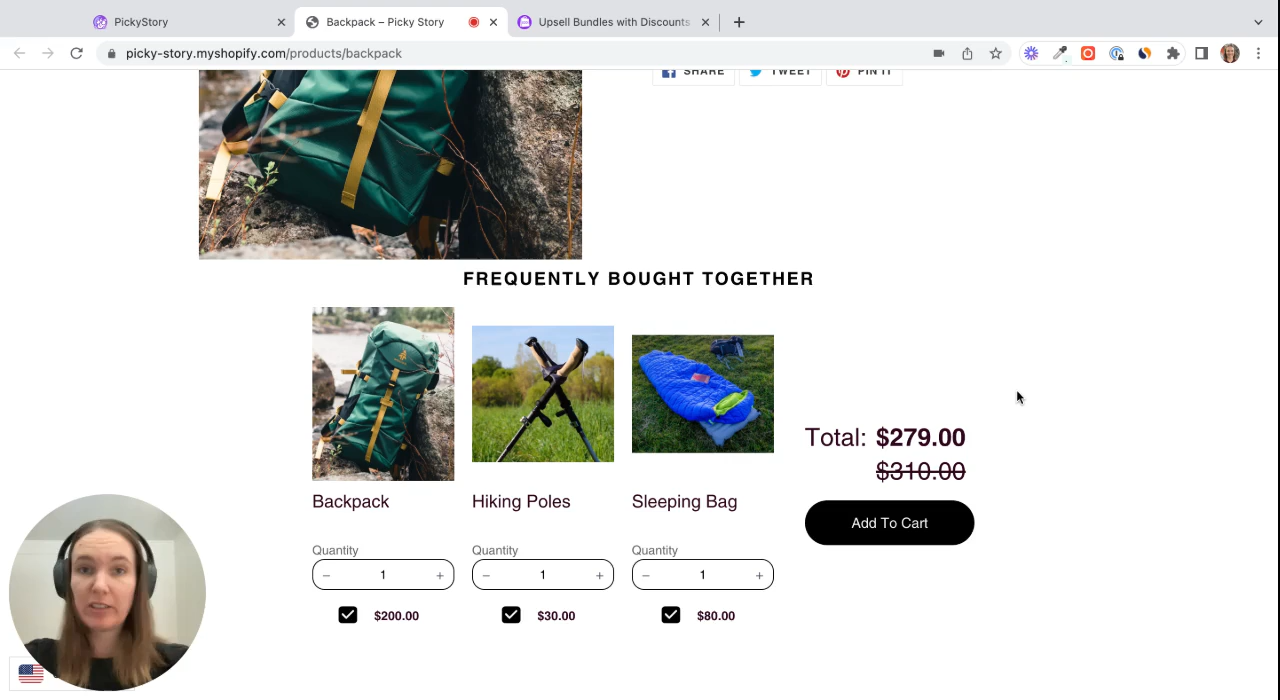 PickyStory
Backpack – Picky Story
Upsell Bundles with Discounts
picky-story.myshopify.com/products/backpack
SHARE
TWEET
PIN IT
FREQUENTLY BOUGHT TOGETHER
Backpack
Hiking Poles
Sleeping Bag
Total: $279.00
$310.00
Add To Cart
Quantity
Quantity
Quantity
− 1 +
− 1 +
− 1 +
$200.00
$30.00
$80.00